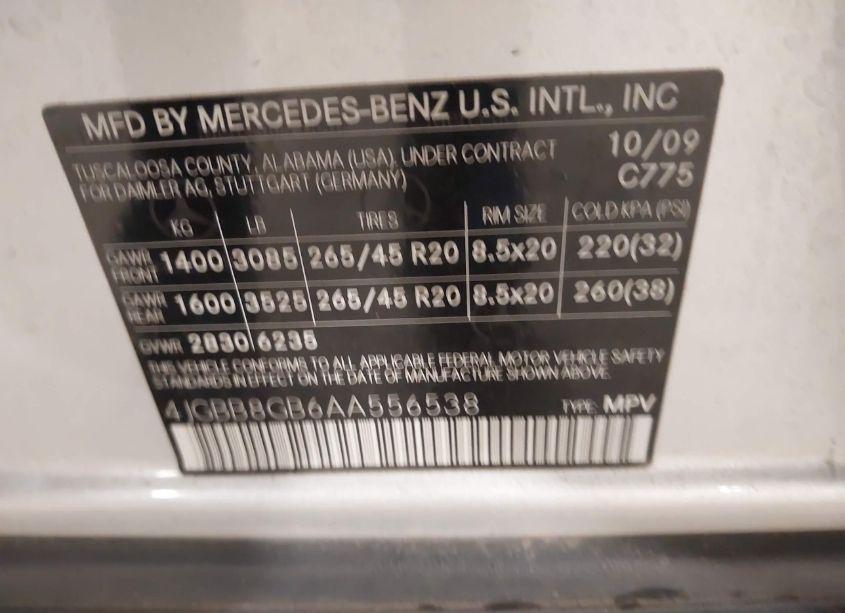 MFD BY MERCEDES-BENZ U.S. INTL., INC
TUSCALOOSA COUNTY, ALABAMA (USA), UNDER CONTRACT 10/09
FOR DAIMLER AG, STUTTGART (GERMANY) C775
KG LB TIRES RIM SIZE COLD KPA (PSI)
GAWR FRONT 1400 3085 265/45 R20 8.5x20 220(32)
GAWR REAR 1600 3525 265/45 R20 8.5x20 260(38)
GVWR 2830 6235
THIS VEHICLE CONFORMS TO ALL APPLICABLE FEDERAL MOTOR VEHICLE SAFETY
STANDARDS IN EFFECT ON THE DATE OF MANUFACTURE SHOWN ABOVE.
4JGBB8GB6AA556538 TYPE: MPV